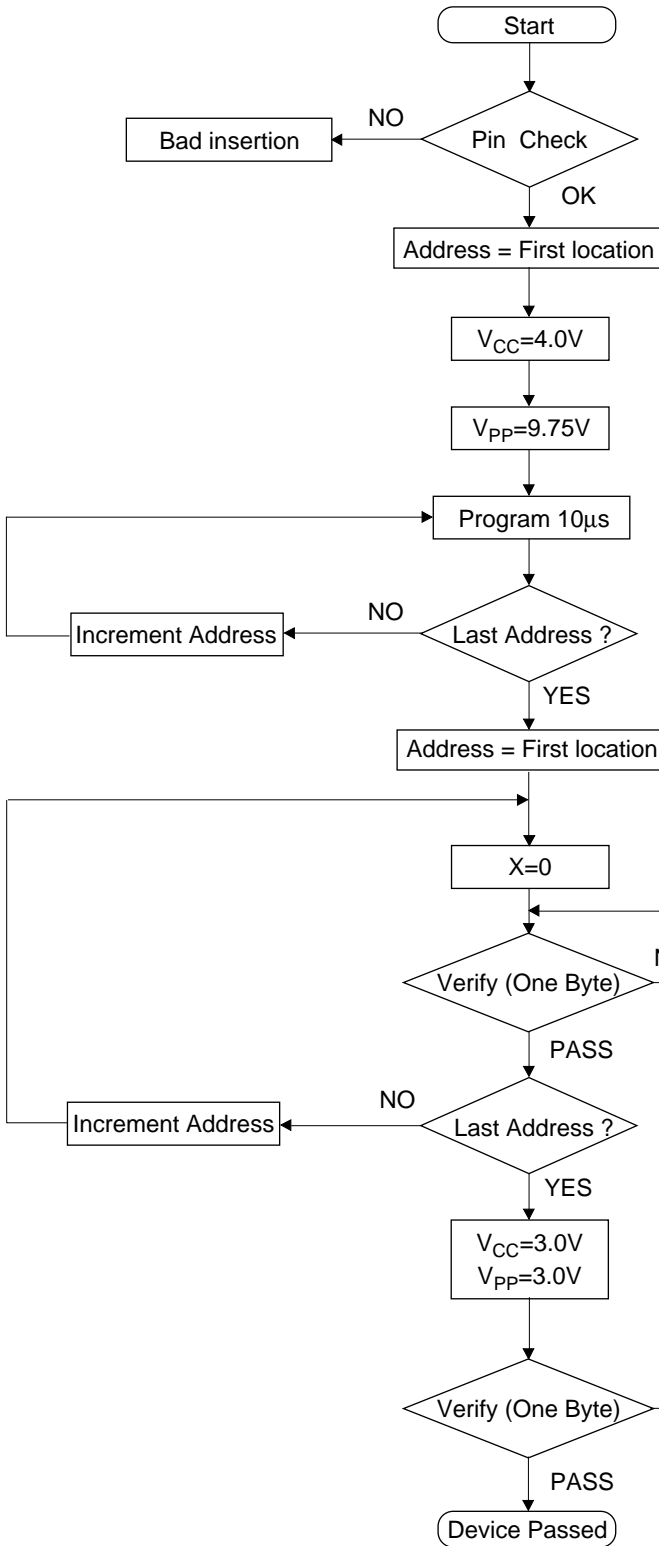 Start
NO
Bad insertion
Pin Check
OK
Address = First location
VCC=4.0V
VPP=9.75V
Program 10μs
NO
Increment Address
Last Address ?
YES
Address = First location
X=0
Verify (One Byte)
PASS
NO
Increment Address
Last Address ?
YES
VCC=3.0V
VPP=3.0V
Verify (One Byte)
PASS
Device Passed